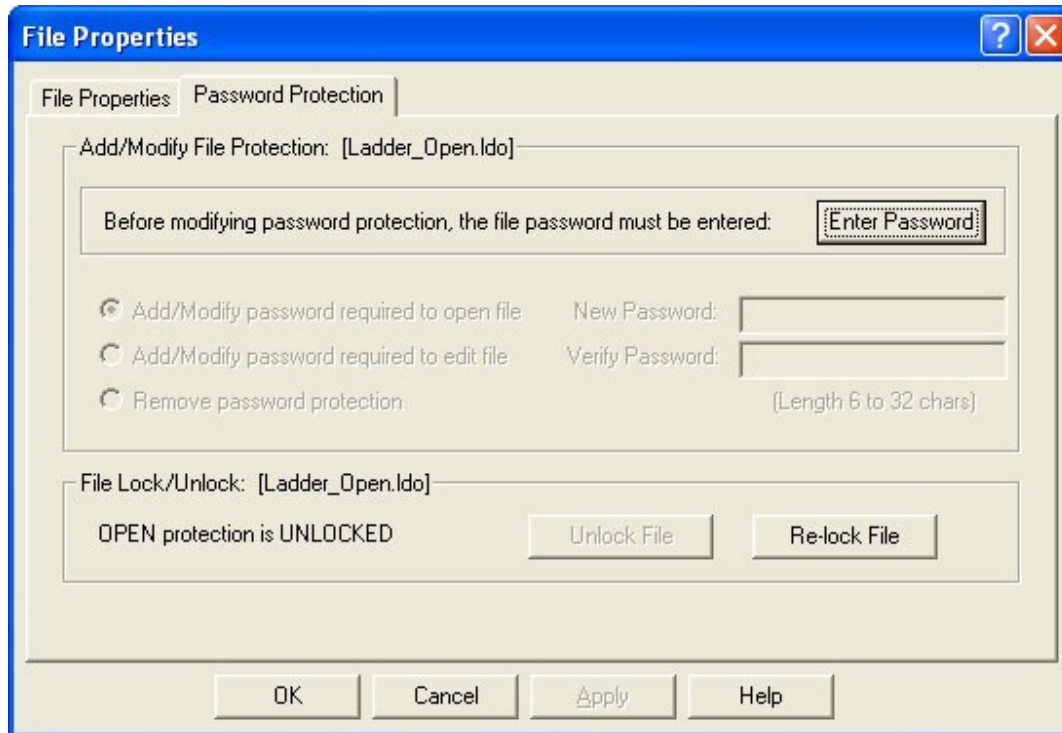 File Properties
File Properties Password Protection
Add/Modify File Protection: [Ladder_Open.ldo]
Before modifying password protection, the file password must be entered: Enter Password
Add/Modify password required to open file New Password:
Add/Modify password required to edit file Verify Password:
Remove password protection (Length 6 to 32 chars)
File Lock/Unlock: [Ladder_Open.ldo]
OPEN protection is UNLOCKED Unlock File Re-lock File
OK Cancel Apply Help